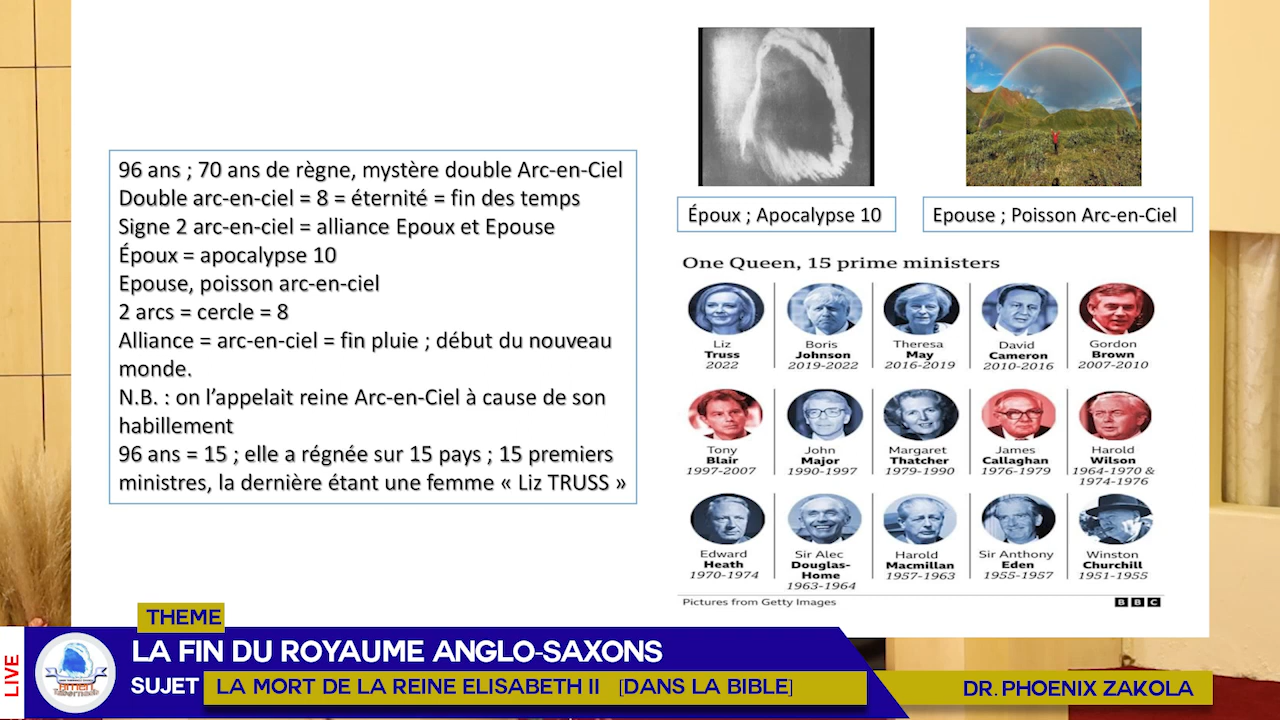 96 ans ; 70 ans de règne, mystère double Arc-en-Ciel
Double arc-en-ciel = 8 = éternité = fin des temps
Signe 2 arc-en-ciel = alliance Epoux et Epouse
Époux = apocalypse 10
Epouse, poisson arc-en-ciel
2 arcs = cercle = 8
Alliance = arc-en-ciel = fin pluie ; début du nouveau
monde.
N.B. : on l’appelait reine Arc-en-Ciel à cause de son
habillement
96 ans = 15 ; elle a régnée sur 15 pays ; 15 premiers
ministres, la dernière étant une femme « Liz TRUSS »
Époux ; Apocalypse 10
Epouse ; Poisson Arc-en-Ciel
One Queen, 15 prime ministers
Liz
Truss
2022
Boris
Johnson
2019-2022
Theresa
May
2016-2019
David
Cameron
2010-2016
Gordon
Brown
2007-2010
Tony
Blair
1997-2007
John
Major
1990-1997
Margaret
Thatcher
1979-1990
James
Callaghan
1976-1979
Harold
Wilson
1964-1970 &
1974-1976
Edward
Heath
1970-1974
Sir Alec
Douglas-
Home
1963-1964
Harold
Macmillan
1957-1963
Sir Anthony
Eden
1955-1957
Winston
Churchill
1951-1955
Pictures from Getty Images
BBC
THEME
LA FIN DU ROYAUME ANGLO-SAXONS
SUJET
LA MORT DE LA REINE ELISABETH II [DANS LA BIBLE]
DR. PHOENIX ZAKOLA
LIVE